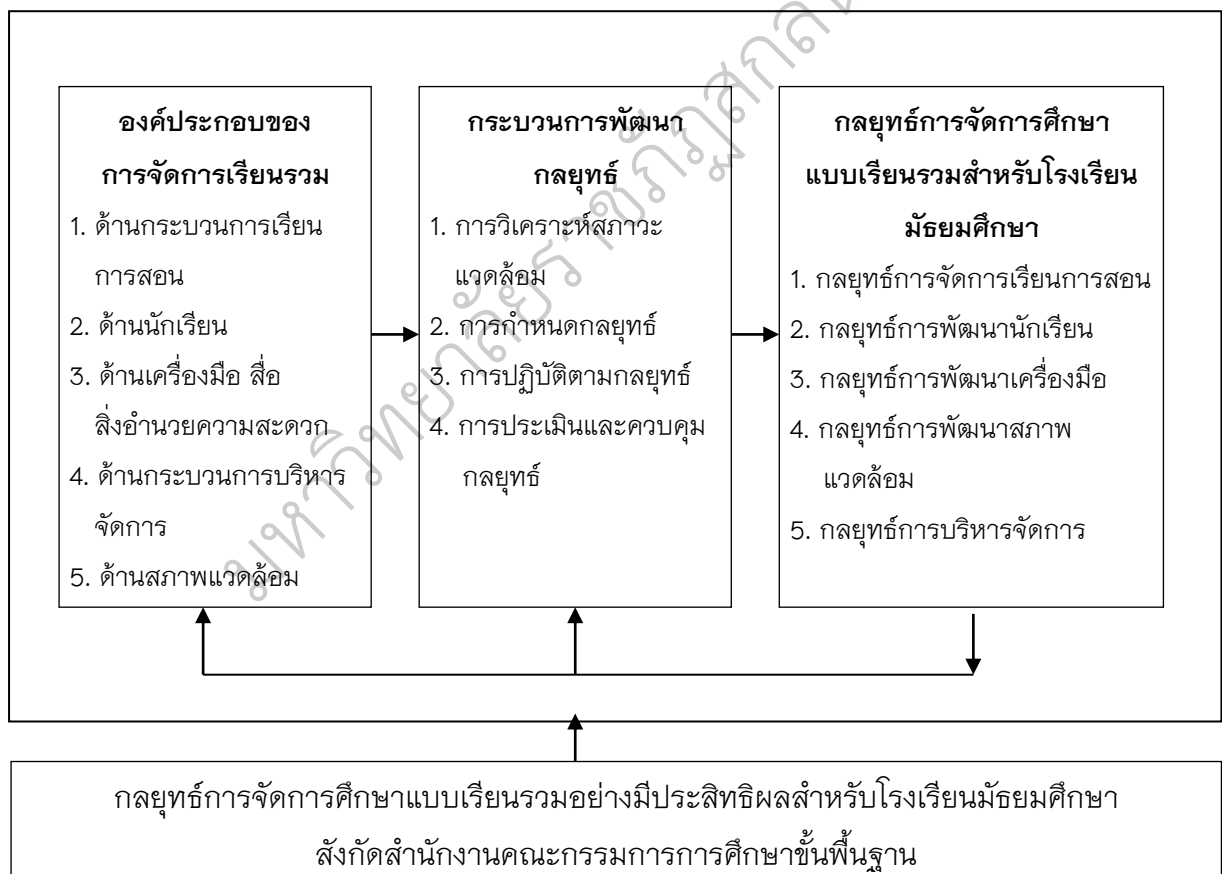 องค์ประกอบของ
การจัดการเรียนรวม
1. ด้านกระบวนการเรียน
การสอน
2. ด้านนักเรียน
3. ด้านเครื่องมือ สื่อ
สิ่งอำนวยความสะดวก
4. ด้านกระบวนการบริหาร
จัดการ
5. ด้านสภาพแวดล้อม
กระบวนการพัฒนา
กลยุทธ์
1. การวิเคราะห์สภาวะ
แวดล้อม
2. การกำหนดกลยุทธ์
3. การปฏิบัติตามกลยุทธ์
4. การประเมินและควบคุม
กลยุทธ์
กลยุทธ์การจัดการศึกษา
แบบเรียนรวมสำหรับโรงเรียน
มัธยมศึกษา
1. กลยุทธ์การจัดการเรียนการสอน
2. กลยุทธ์การพัฒนานักเรียน
3. กลยุทธ์การพัฒนาเครื่องมือ
4. กลยุทธ์การพัฒนาสภาพ
แวดล้อม
5. กลยุทธ์การบริหารจัดการ
กลยุทธ์การจัดการศึกษาแบบเรียนรวมอย่างมีประสิทธิผลสำหรับโรงเรียนมัธยมศึกษา
สังกัดสำนักงานคณะกรรมการการศึกษาขั้นพื้นฐาน